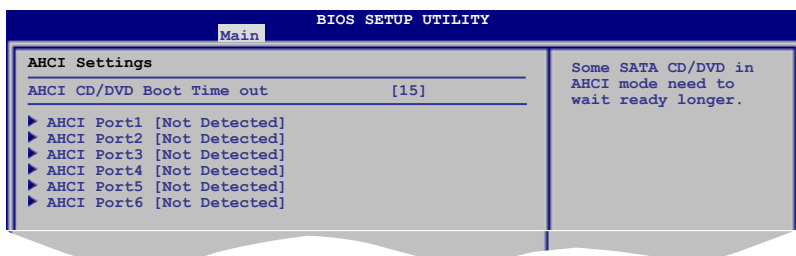 BIOS SETUP UTILITY
Main
AHCI Settings
AHCI CD/DVD Boot Time out [15]
AHCI Port1 [Not Detected]
AHCI Port2 [Not Detected]
AHCI Port3 [Not Detected]
AHCI Port4 [Not Detected]
AHCI Port5 [Not Detected]
AHCI Port6 [Not Detected]
Some SATA CD/DVD in
AHCI mode need to
wait ready longer.